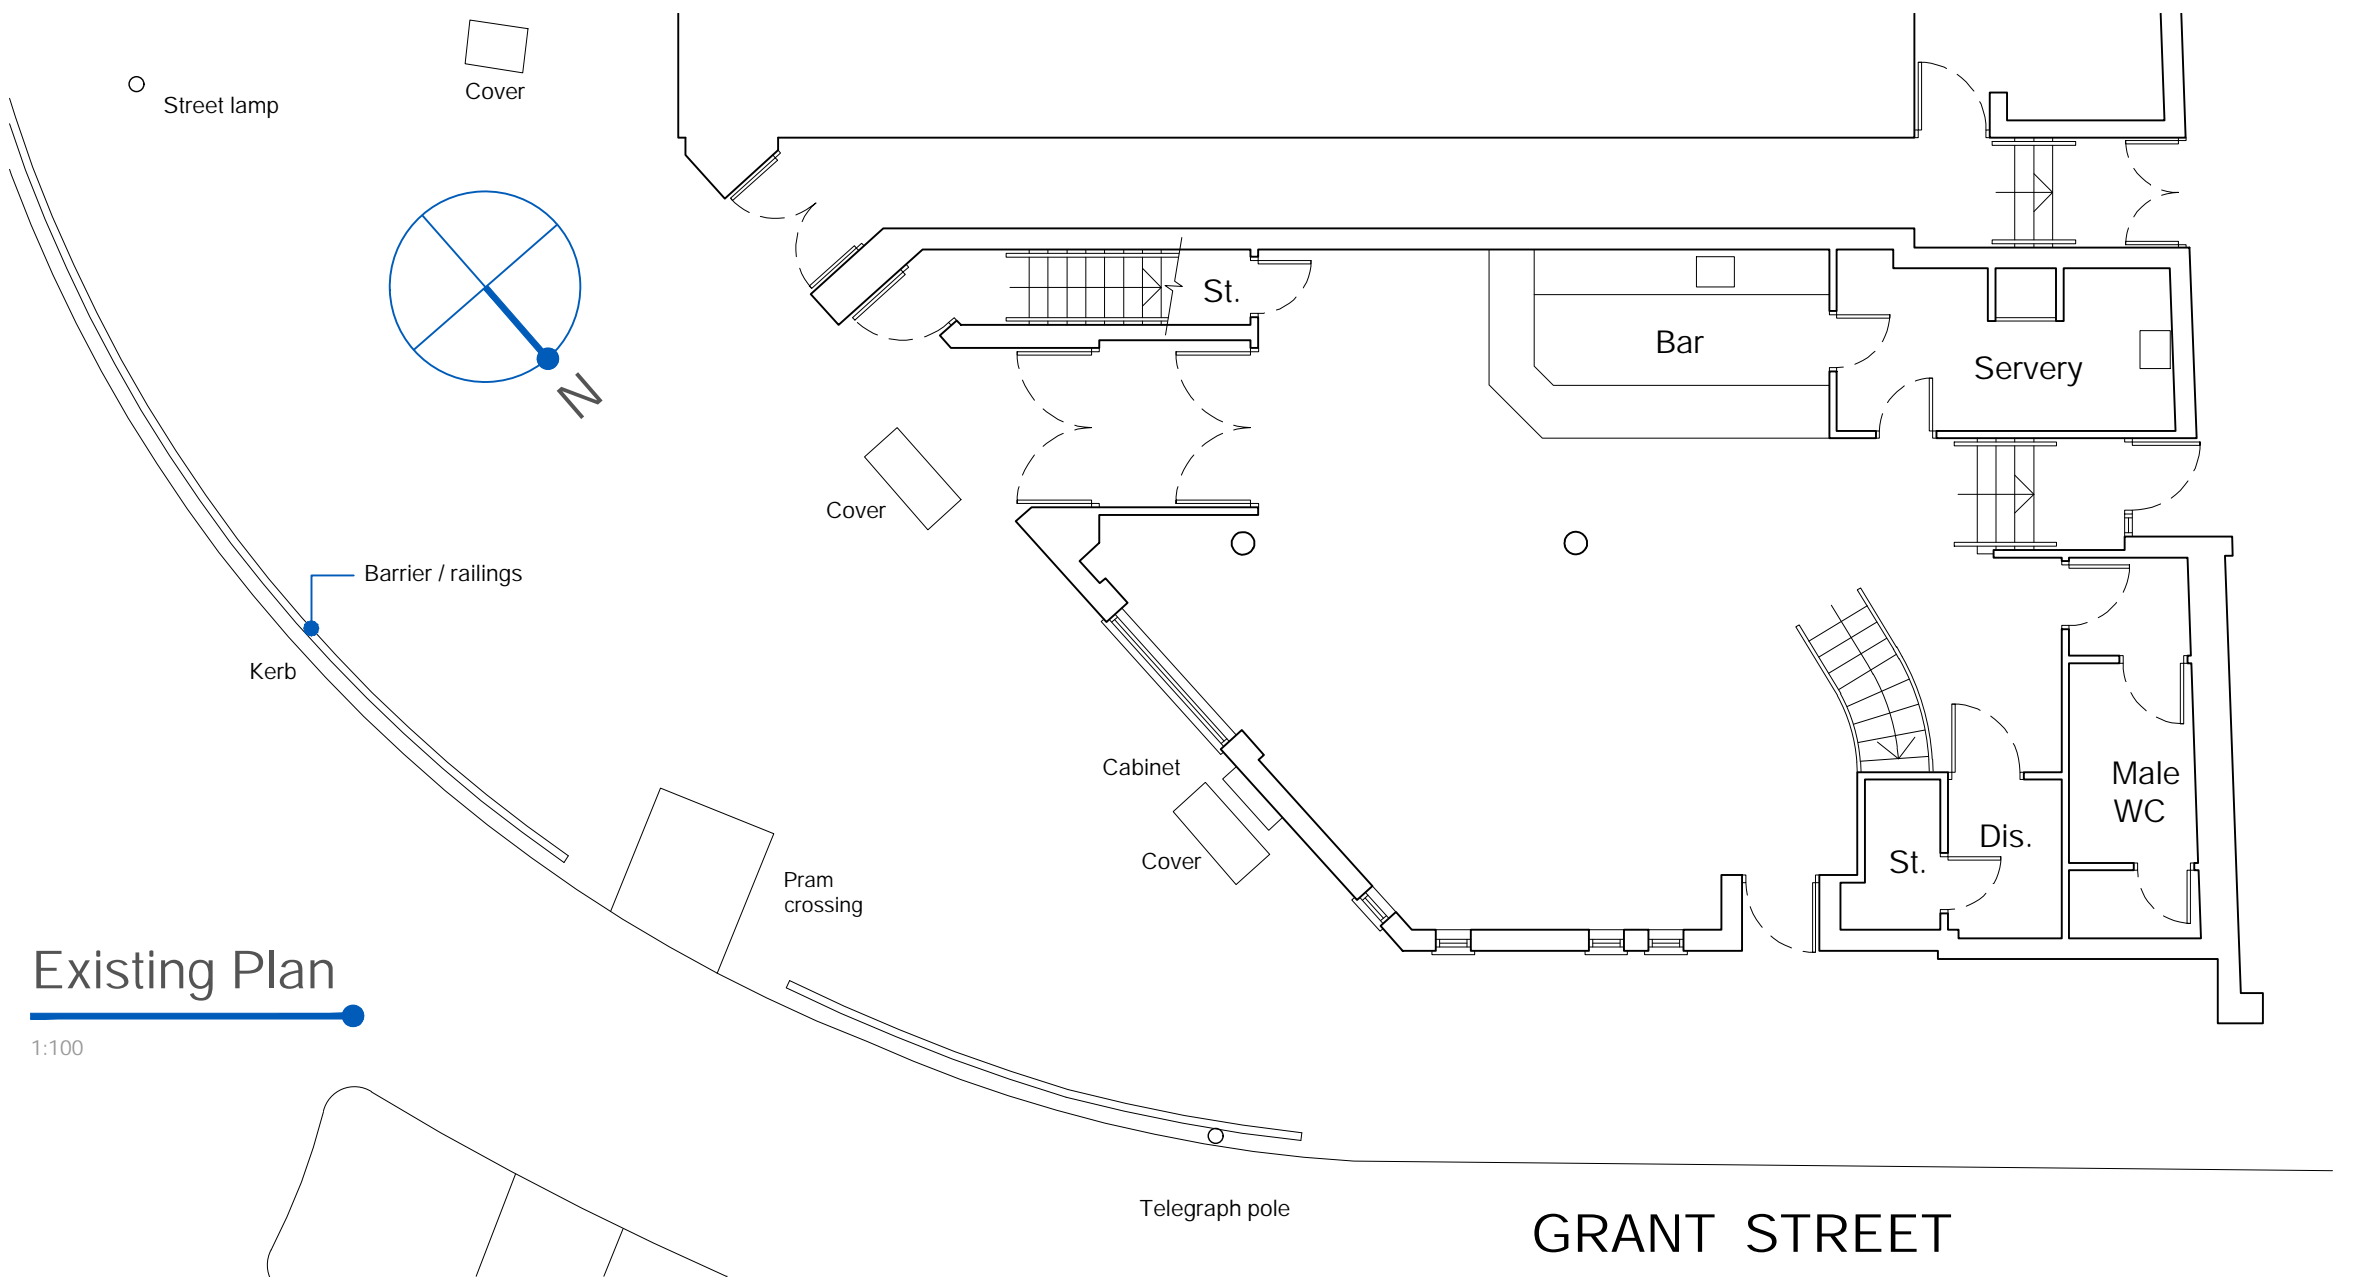 Street lamp
Cover
N
St.
Bar
Servery
Cover
Barrier / railings
Kerb
Cabinet
Cover
Male
WC
Dis.
St.
Pram
crossing
Existing Plan
1:100
Telegraph pole
GRANT STREET